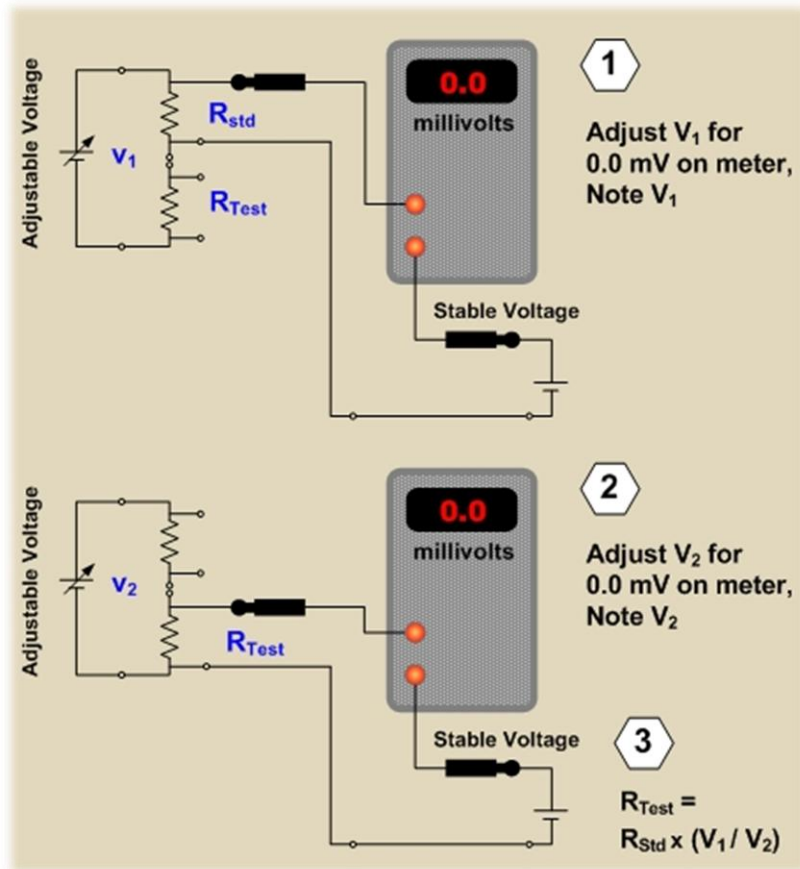 Adjustable Voltage
V₁
Rstd
RTest
0.0
millivolts
Stable Voltage
1
Adjust V₁ for
0.0 mV on meter,
Note V₁
Adjustable Voltage
V₂
RTest
0.0
millivolts
Stable Voltage
2
Adjust V₂ for
0.0 mV on meter,
Note V₂
3
RTest =
RStd x (V₁ / V₂)